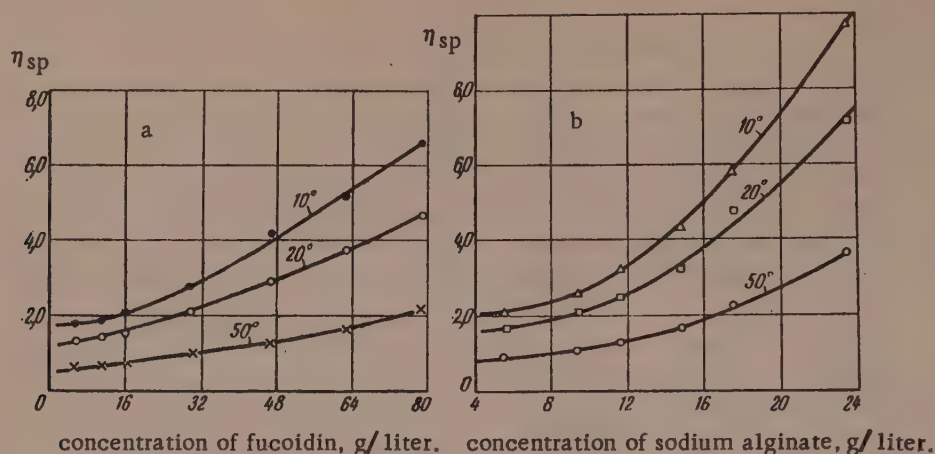 η sp
8,0
a
6,0
10°
4,0
20°
2,0
50°
0 16 32 48 64 80
concentration of fucoidin, g/liter.
η sp
8,0
b
10°
6,0
20°
4,0
50°
2,0
0
4 8 12 16 20 24
concentration of sodium alginate, g/liter.